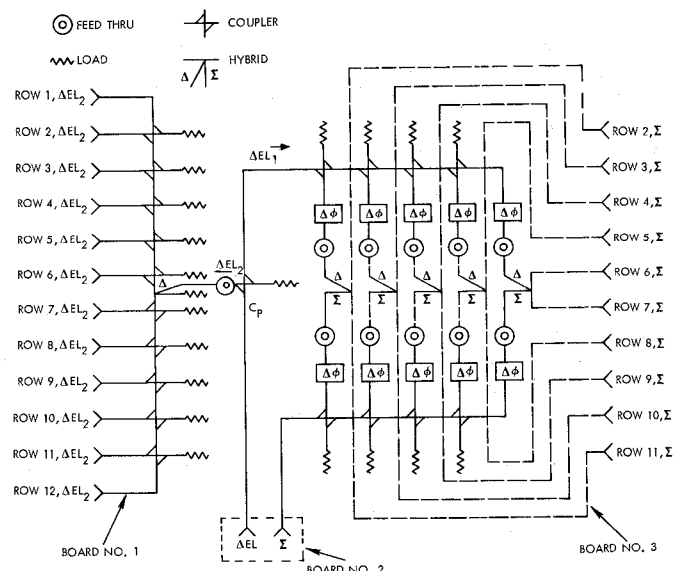 FEED THRU
COUPLER
LOAD
HYBRID
Δ Σ
ROW 1, ΔEL₂
ROW 2, ΔEL₂
ROW 3, ΔEL₂
ROW 4, ΔEL₂
ROW 5, ΔEL₂
ROW 6, ΔEL₂
ROW 7, ΔEL₂
ROW 8, ΔEL₂
ROW 9, ΔEL₂
ROW 10, ΔEL₂
ROW 11, ΔEL₂
ROW 12, ΔEL₂
BOARD NO. 1
Δ
ΔEL₂
Cp
ΔEL₁
Δϕ Δϕ Δϕ Δϕ Δϕ
Δ Δ Δ Δ Δ
Σ Σ Σ Σ Σ
Δϕ Δϕ Δϕ Δϕ Δϕ
ΔEL Σ
BOARD NO. 2
ROW 2, Σ
ROW 3, Σ
ROW 4, Σ
ROW 5, Σ
ROW 6, Σ
ROW 7, Σ
ROW 8, Σ
ROW 9, Σ
ROW 10, Σ
ROW 11, Σ
BOARD NO. 3